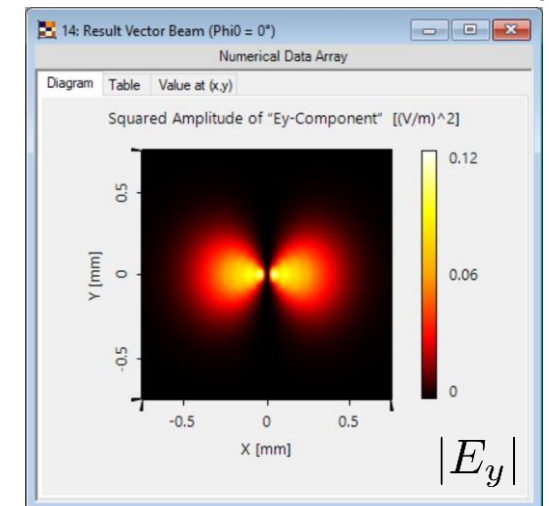 14: Result Vector Beam (Phi0 = 0°)
Numerical Data Array
Diagram Table Value at (x,y)
Squared Amplitude of "Ey-Component" [(V/m)^2]
0.12
0.06
0
Y [mm]
0.5
0
-0.5
-0.5 0 0.5
X [mm]
|E_y|